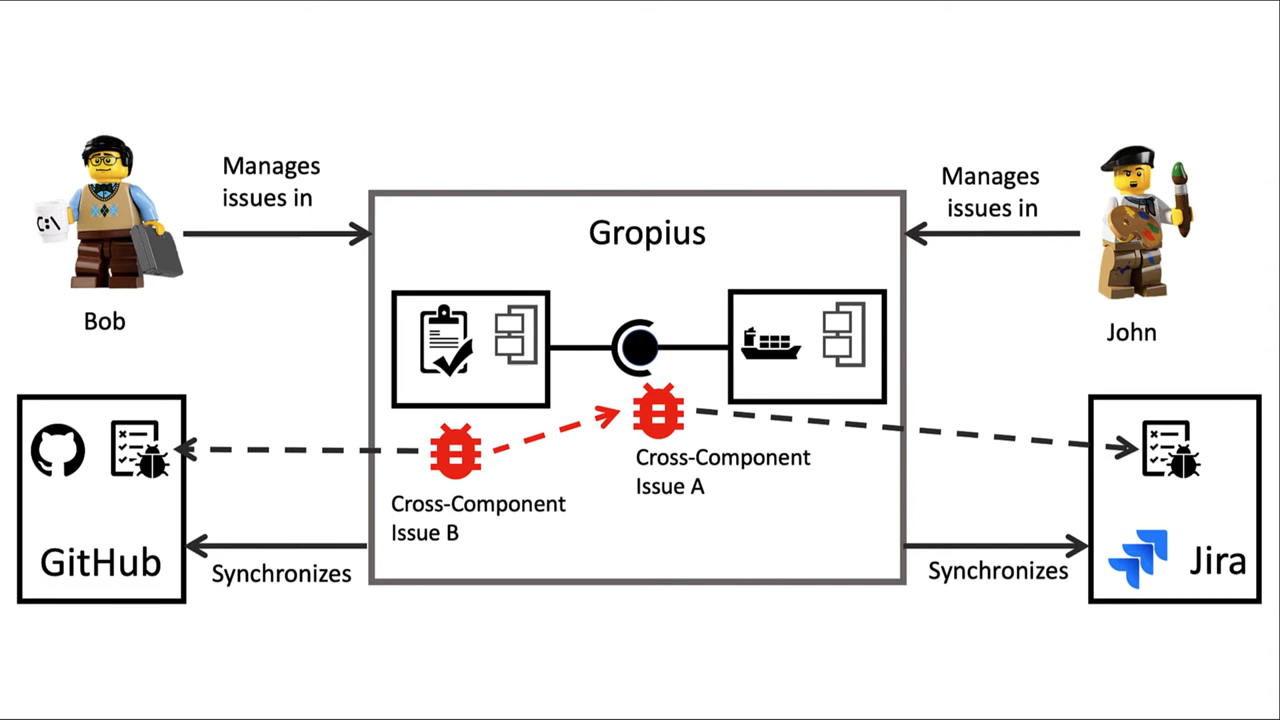 Manages
issues in
Manages
issues in
Gropius
C:\
Bob
John
Cross-Component
Issue A
Cross-Component
Issue B
GitHub
Synchronizes
Synchronizes
Jira